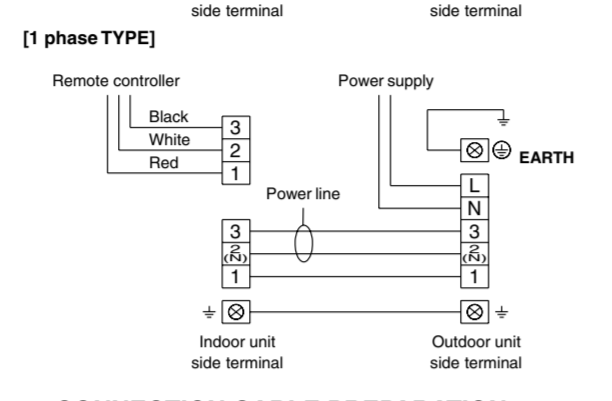 side terminal side terminal
[1 phase TYPE]
Remote controller Power supply
Black 3
White 2
Red 1
EARTH
L
N
Power line
3 3
2(N) 2(N)
1 1
Indoor unit Outdoor unit
side terminal side terminal